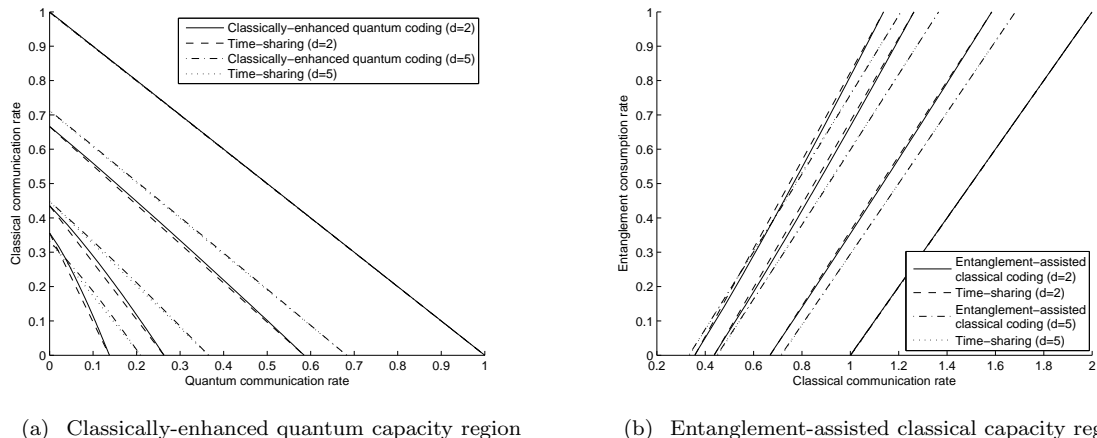 1
0.9
0.8
0.7
0.6
0.5
0.4
0.3
0.2
0.1
0
Classical communication rate
Classically−enhanced quantum coding (d=2)
Time−sharing (d=2)
Classically−enhanced quantum coding (d=5)
Time−sharing (d=5)
0 0.1 0.2 0.3 0.4 0.5 0.6 0.7 0.8 0.9 1
Quantum communication rate
(a) Classically-enhanced quantum capacity region
1
0.9
0.8
0.7
0.6
0.5
0.4
0.3
0.2
0.1
0
Entanglement consumption rate
Entanglement−assisted
classical coding (d=2)
Time−sharing (d=2)
Entanglement−assisted
classical coding (d=5)
Time−sharing (d=5)
0.2 0.4 0.6 0.8 1 1.2 1.4 1.6 1.8 2
Classical communication rate
(b) Entanglement-assisted classical capacity reg